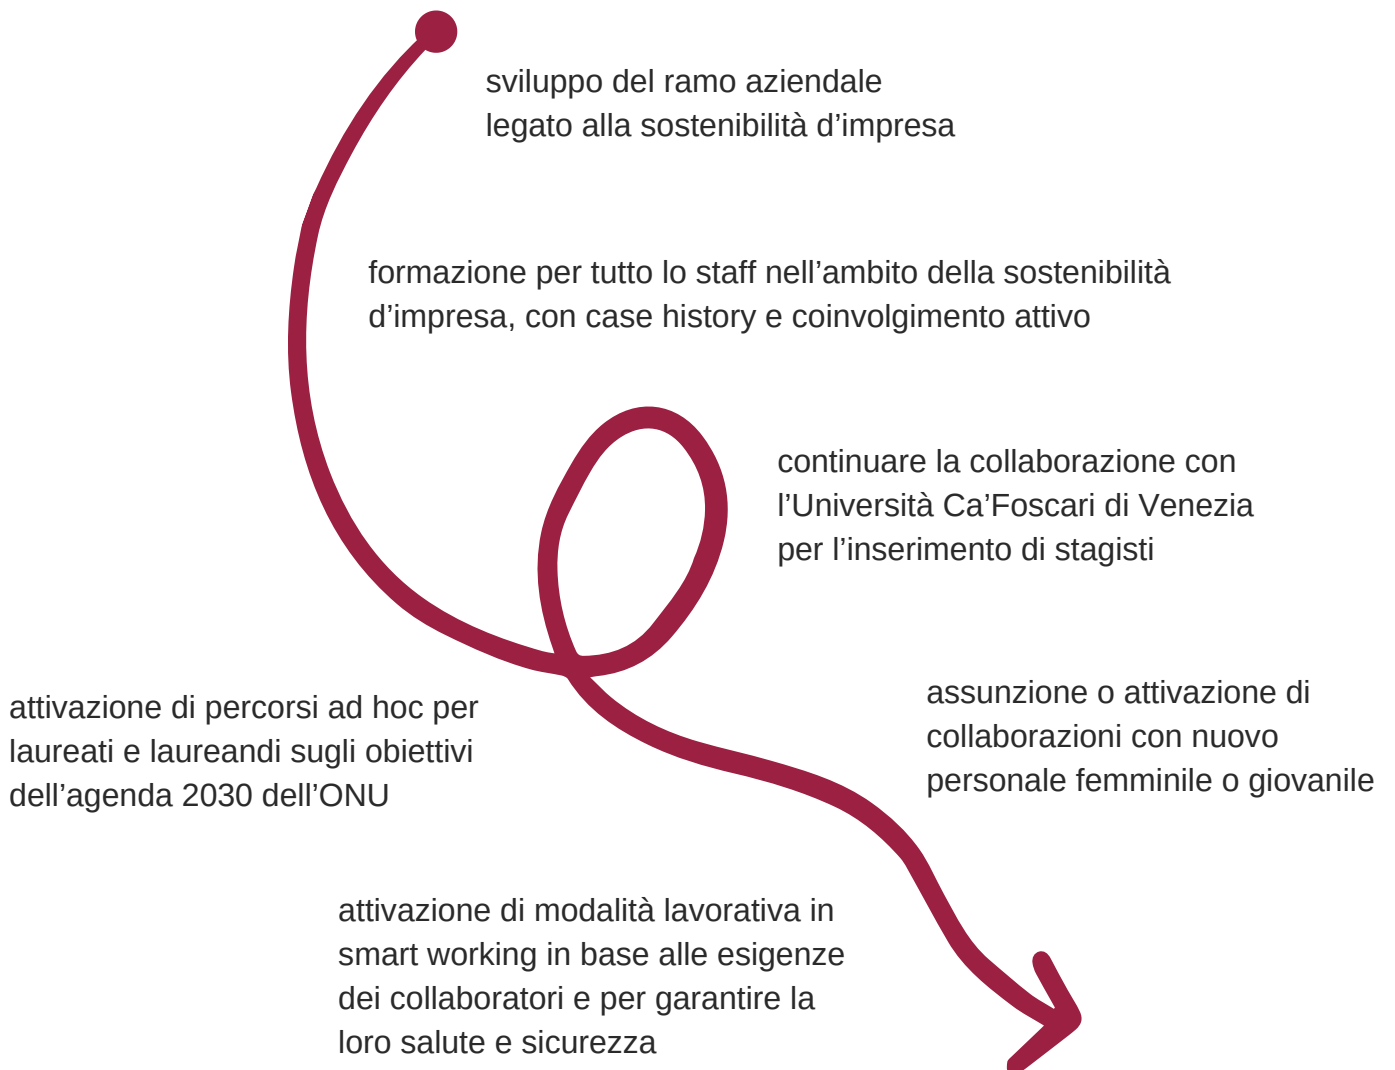 sviluppo del ramo aziendale
legato alla sostenibilità d’impresa
formazione per tutto lo staff nell’ambito della sostenibilità
d’impresa, con case history e coinvolgimento attivo
continuare la collaborazione con
l’Università Ca’Foscari di Venezia
per l’inserimento di stagisti
attivazione di percorsi ad hoc per
laureati e laureandi sugli obiettivi
dell’agenda 2030 dell’ONU
assunzione o attivazione di
collaborazioni con nuovo
personale femminile o giovanile
attivazione di modalità lavorativa in
smart working in base alle esigenze
dei collaboratori e per garantire la
loro salute e sicurezza